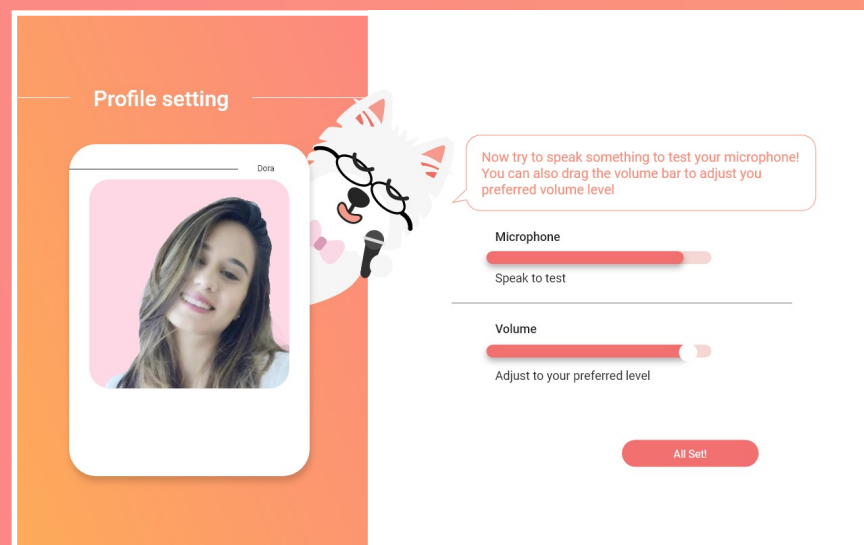 Profile setting
Dora
Now try to speak something to test your microphone!
You can also drag the volume bar to adjust you
preferred volume level
Microphone
Speak to test
Volume
Adjust to your preferred level
All Set!